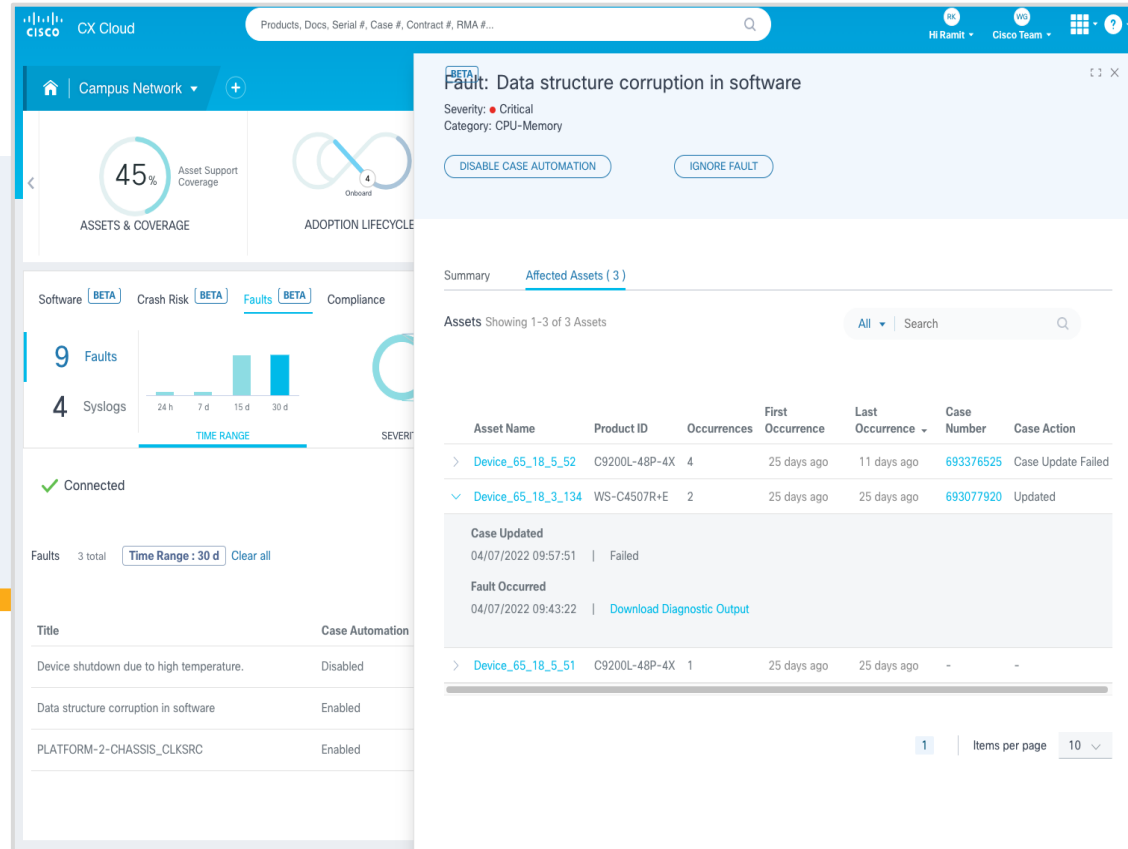 cisco CX Cloud
Products, Docs, Serial #, Case #, Contract #, RMA #...
RK
Hi Ramit
WG
Cisco Team
?
Campus Network
45%
Asset Support
Coverage
ASSETS & COVERAGE
4
Onboard
ADOPTION LIFECYCLE
Software BETA Crash Risk BETA Faults BETA Compliance
9 Faults
4 Syslogs
24 h 7 d 15 d 30 d
TIME RANGE
SEVERI
Connected
Faults 3 total Time Range : 30 d Clear all
Title Case Automation
Device shutdown due to high temperature. Disabled
Data structure corruption in software Enabled
PLATFORM-2-CHASSIS_CLKSRC Enabled
BETA
Fault: Data structure corruption in software
Severity: Critical
Category: CPU-Memory
DISABLE CASE AUTOMATION IGNORE FAULT
Summary Affected Assets ( 3 )
Assets Showing 1-3 of 3 Assets
All Search
Asset Name Product ID Occurrences First Occurrence Last Occurrence Case Number Case Action
Device_65_18_5_52 C9200L-48P-4X 4 25 days ago 11 days ago 693376525 Case Update Failed
Device_65_18_3_134 WS-C4507R+E 2 25 days ago 25 days ago 693077920 Updated
Case Updated
04/07/2022 09:57:51 | Failed
Fault Occurred
04/07/2022 09:43:22 | Download Diagnostic Output
Device_65_18_5_51 C9200L-48P-4X 1 25 days ago 25 days ago - -
1 Items per page 10